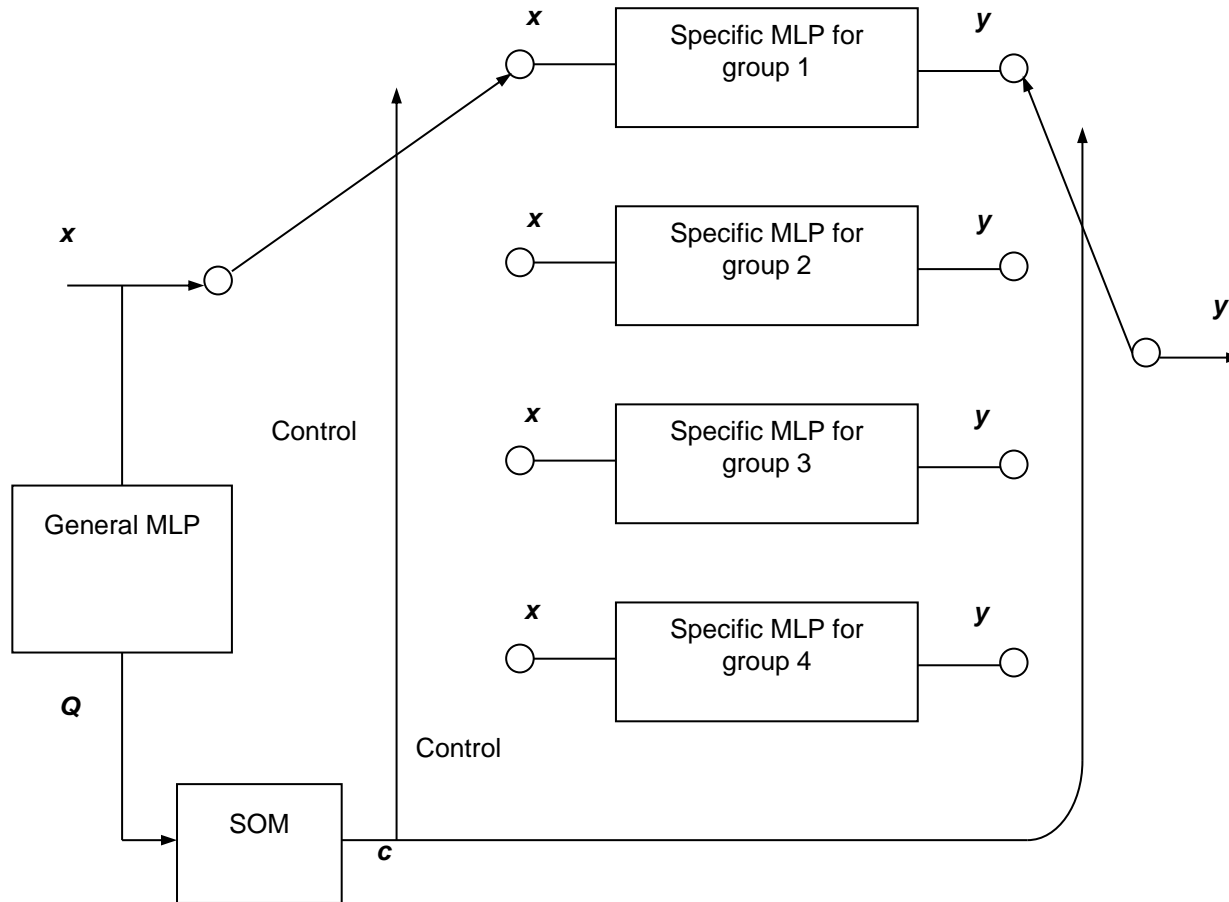 x
Specific MLP for
group 1
y
x
Specific MLP for
group 2
y
x
y
Control
x
Specific MLP for
group 3
y
General MLP
x
Specific MLP for
group 4
y
Q
Control
SOM
c